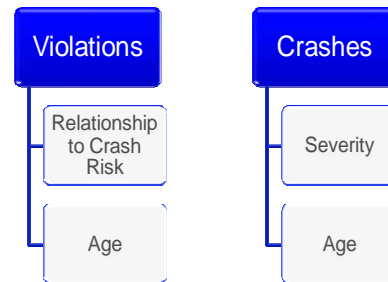 Violations
Relationship
to Crash
Risk
Age
Crashes
Severity
Age